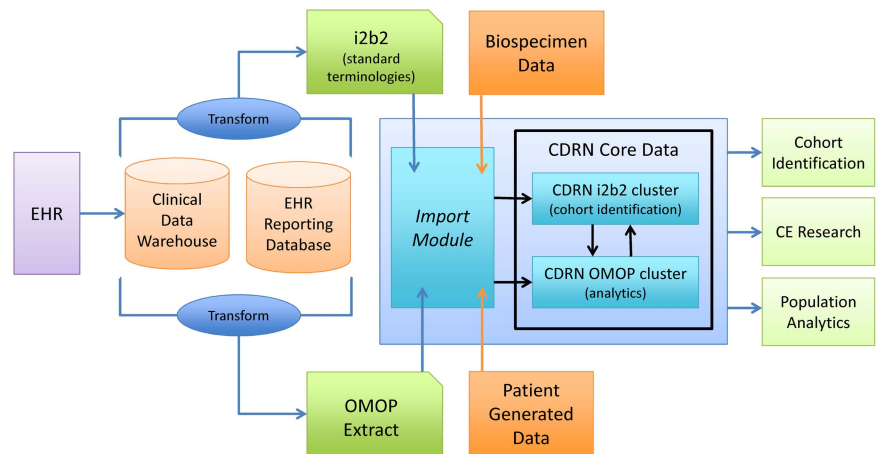 i2b2
(standard
terminologies)
Biospecimen
Data
Transform
EHR
Clinical
Data
Warehouse
EHR
Reporting
Database
Transform
Import
Module
CDRN Core Data
CDRN i2b2 cluster
(cohort identification)
CDRN OMOP cluster
(analytics)
Cohort
Identification
CE Research
Population
Analytics
OMOP
Extract
Patient
Generated
Data